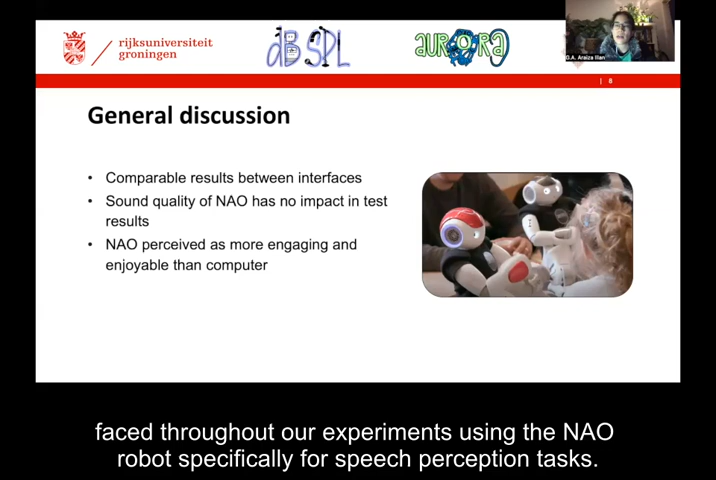 rijksuniversiteit
groningen
dB SPL
aurora
G.A. Araiza Illan
| 8
General discussion
• Comparable results between interfaces
• Sound quality of NAO has no impact in test
results
• NAO perceived as more engaging and
enjoyable than computer
faced throughout our experiments using the NAO
robot specifically for speech perception tasks.